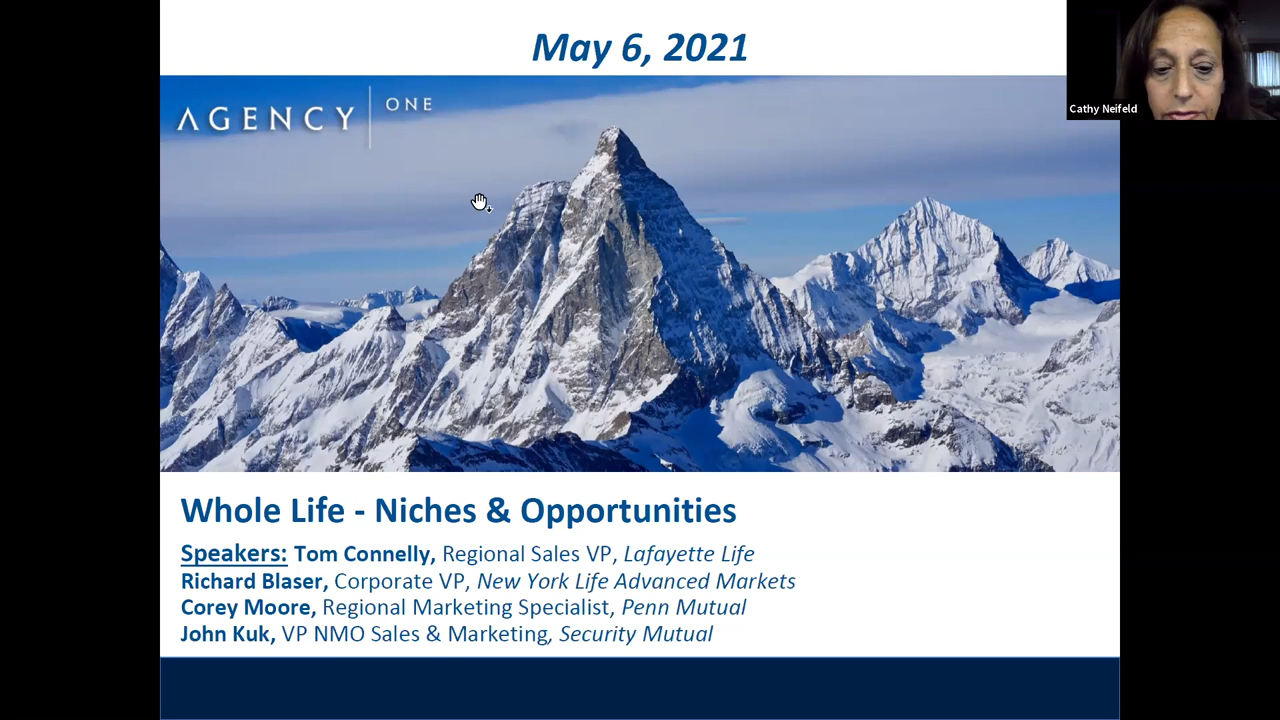 May 6, 2021
AGENCY ONE
Cathy Neifeld
Whole Life - Niches & Opportunities
Speakers: Tom Connelly, Regional Sales VP, Lafayette Life
Richard Blaser, Corporate VP, New York Life Advanced Markets
Corey Moore, Regional Marketing Specialist, Penn Mutual
John Kuk, VP NMO Sales & Marketing, Security Mutual